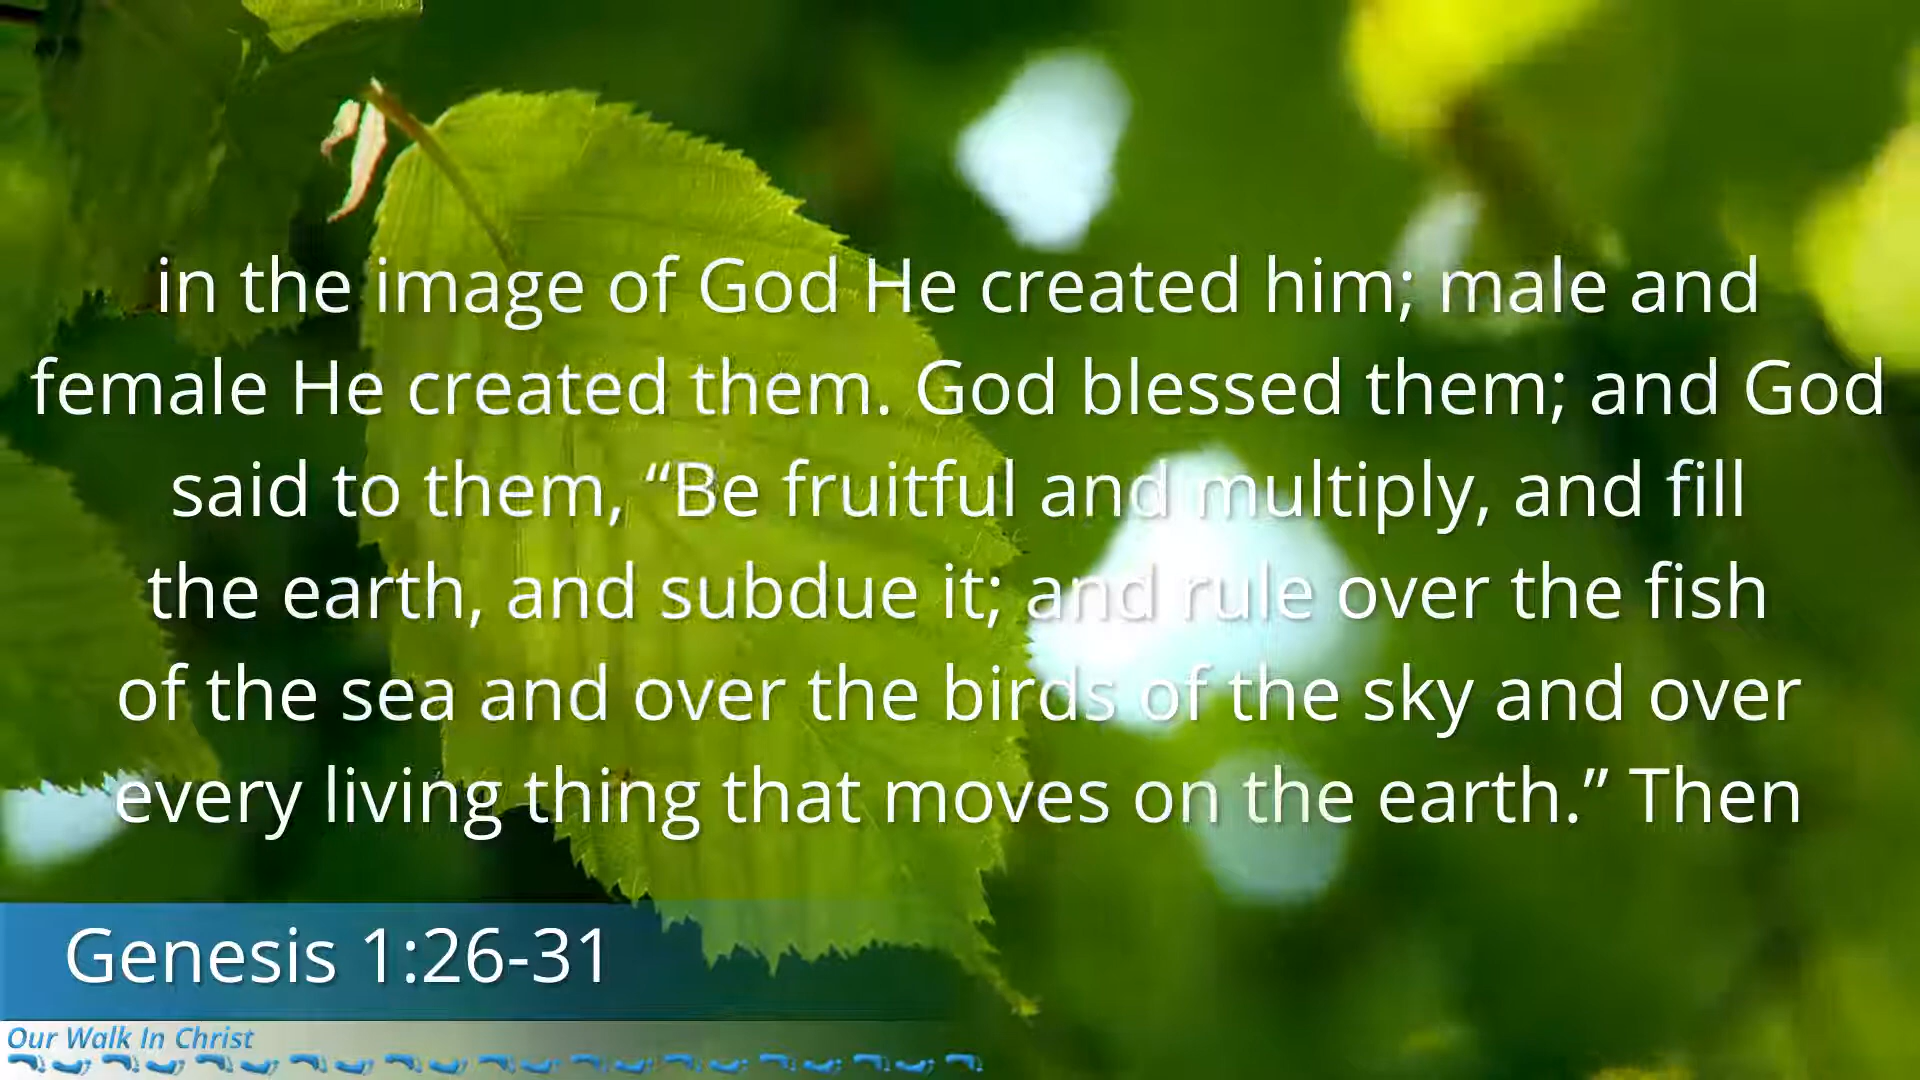 in the image of God He created him; male and
female He created them. God blessed them; and God
said to them, “Be fruitful and multiply, and fill
the earth, and subdue it; and rule over the fish
of the sea and over the birds of the sky and over
every living thing that moves on the earth.” Then
Genesis 1:26-31
Our Walk In Christ